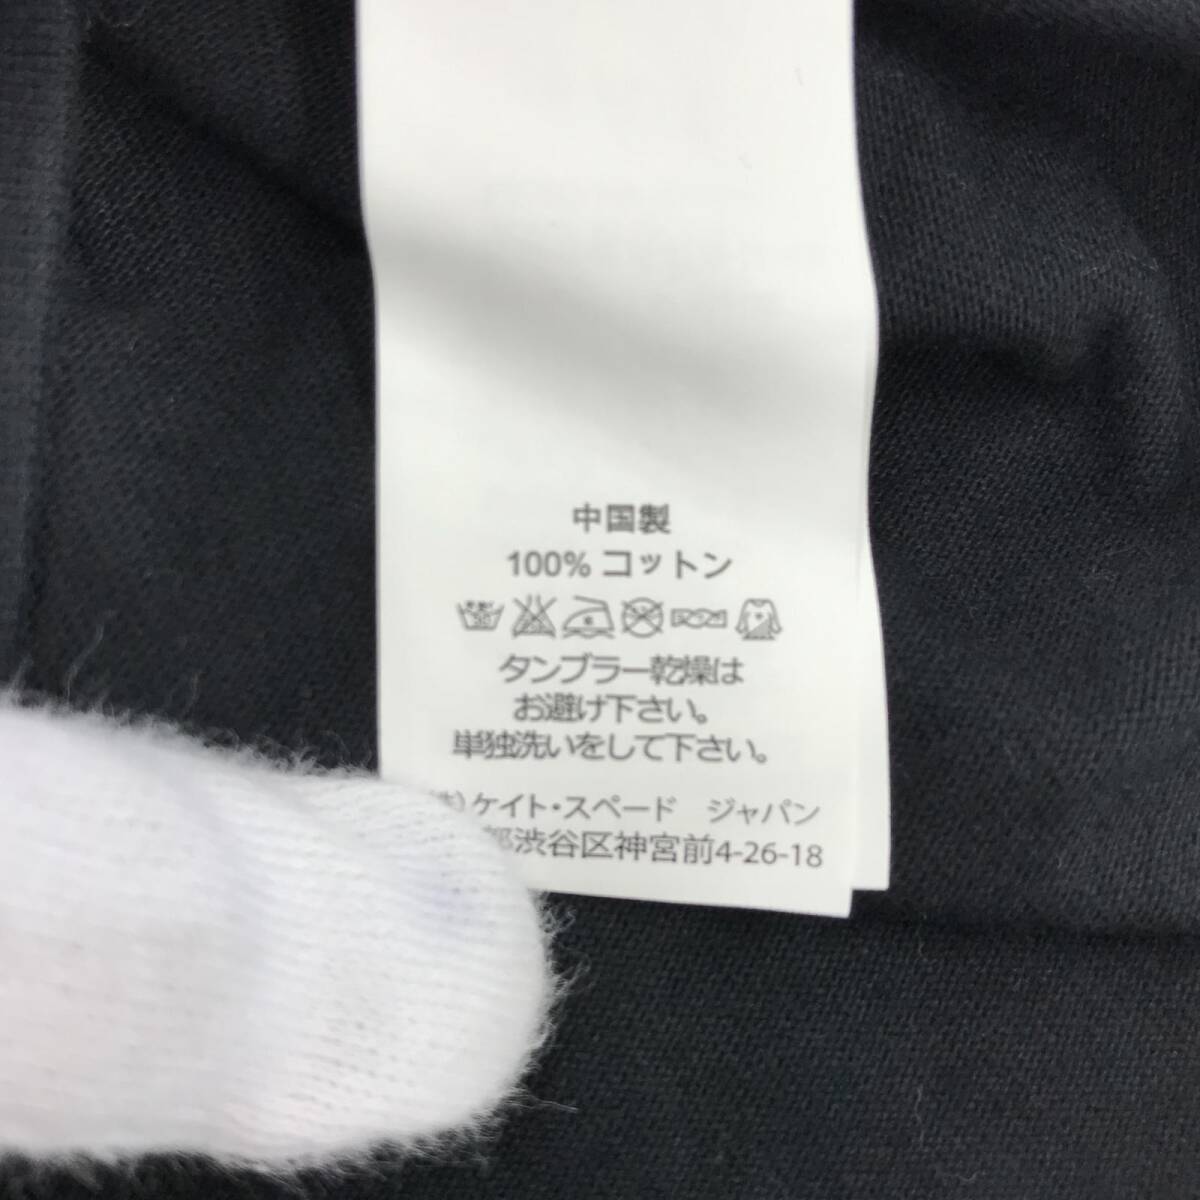 中国製
100% コットン
タンブラー乾燥は
お避け下さい。
単独洗いをして下さい。
ケイト・スペード ジャパン
渋谷区神宮前4-26-18